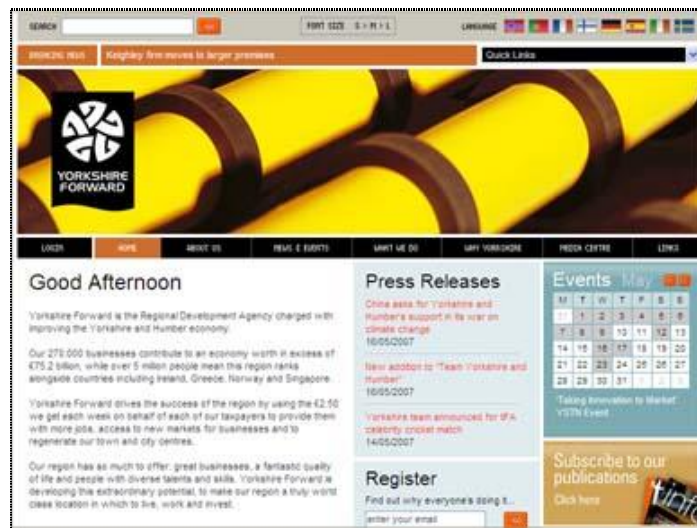 SEARCH
FONT SIZE S > M > L
LANGUAGE
BREAKING NEWS
Keighley firm moves to larger premises...
Quick Links
YORKSHIRE
FORWARD
LOGIN
HOME
ABOUT US
NEWS & EVENTS
WHAT WE DO
WHY YORKSHIRE
MEDIA CENTRE
LINKS
Good Afternoon
Yorkshire Forward is the Regional Development Agency charged with
improving the Yorkshire and Humber economy.
Our 270,000 businesses contribute to an economy worth in excess of
€75.2 billion, while over 5 million people mean this region ranks
alongside countries including Ireland, Greece, Norway and Singapore.
Yorkshire Forward drives the success of the region by using the £2.50
we get each week on behalf of each of our taxpayers to provide them
with more jobs, access to new markets for businesses and to
regenerate our town and city centres.
Our region has so much to offer: great businesses, a fantastic quality
of life and people with diverse talents and skills. Yorkshire Forward is
developing this extraordinary potential, to make our region a truly world
class location in which to live, work and invest.
Press Releases
China asks for Yorkshire and
Humber's support in its war on
climate change
16/05/2007
New addition to "Team Yorkshire and
Humber"
16/05/2007
Yorkshire team announced for IIFA
celebrity cricket match
14/05/2007
Register
Find out why everyone's doing it...
enter your email
Events May
M T W T F S S
1 2 3 4 5 6
7 8 9 10 11 12 13
14 15 16 17 18 19 20
21 22 23 24 25 26 27
28 29 30 31
'Taking Innovation to Market'
YSTN Event
Subscribe to our
publications
Click here